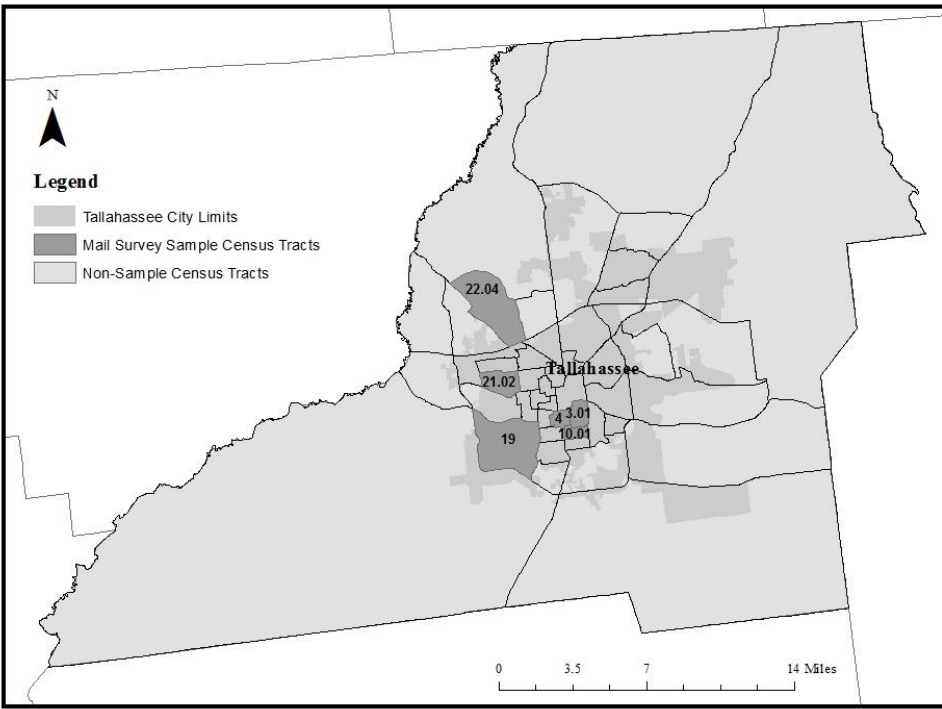 N
Legend
Tallahassee City Limits
Mail Survey Sample Census Tracts
Non-Sample Census Tracts
22.04
Tallahassee
21.02
4 3.01
19
10.01
0 3.5 7 14 Miles